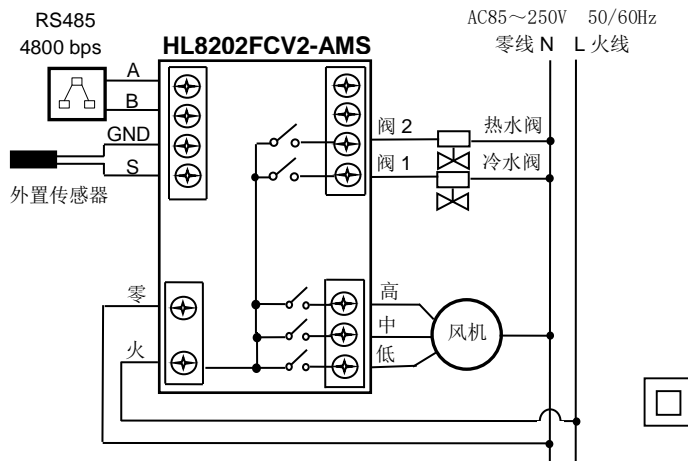 RS485
4800 bps
HL8202FCV2-AMS
AC85～250V 50/60Hz
零线 N L 火线
A
B
GND
S
外置传感器
阀 2
热水阀
阀 1
冷水阀
零
火
高
中
低
风机